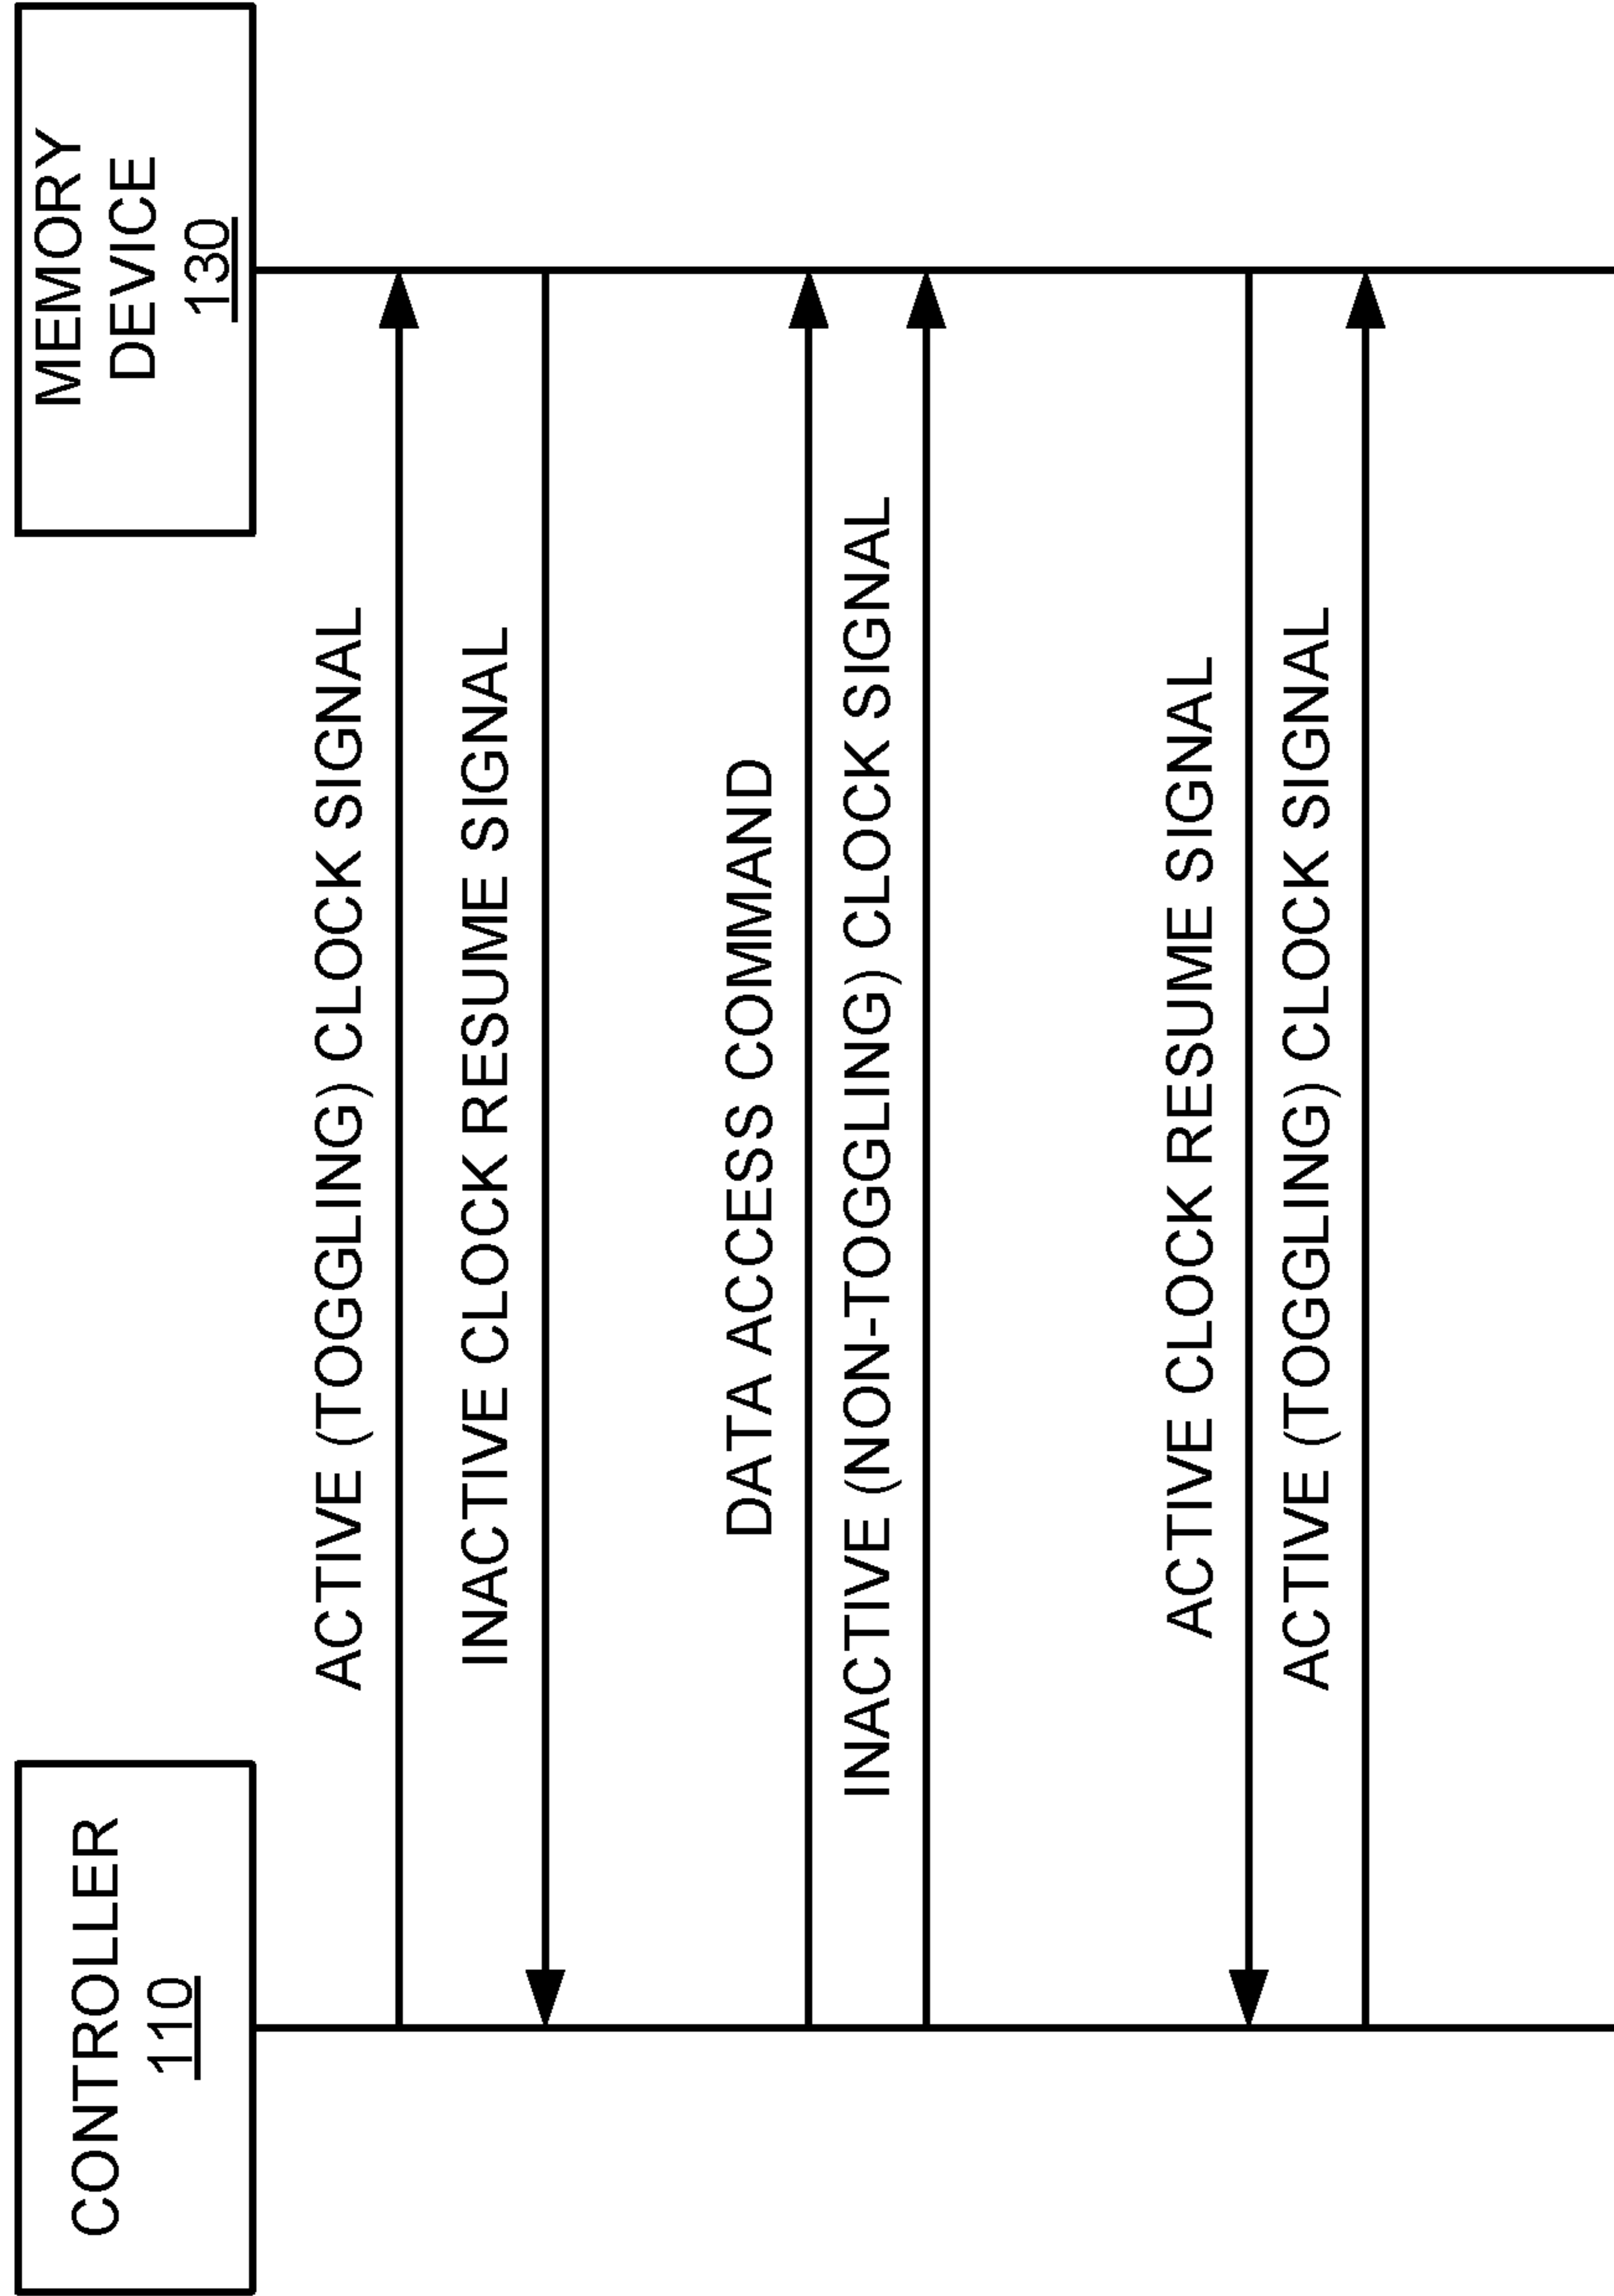 CONTROLLER
110
MEMORY
DEVICE
130
ACTIVE (TOGGLING) CLOCK SIGNAL
INACTIVE CLOCK RESUME SIGNAL
DATA ACCESS COMMAND
INACTIVE (NON-TOGGLING) CLOCK SIGNAL
ACTIVE CLOCK RESUME SIGNAL
ACTIVE (TOGGLING) CLOCK SIGNAL